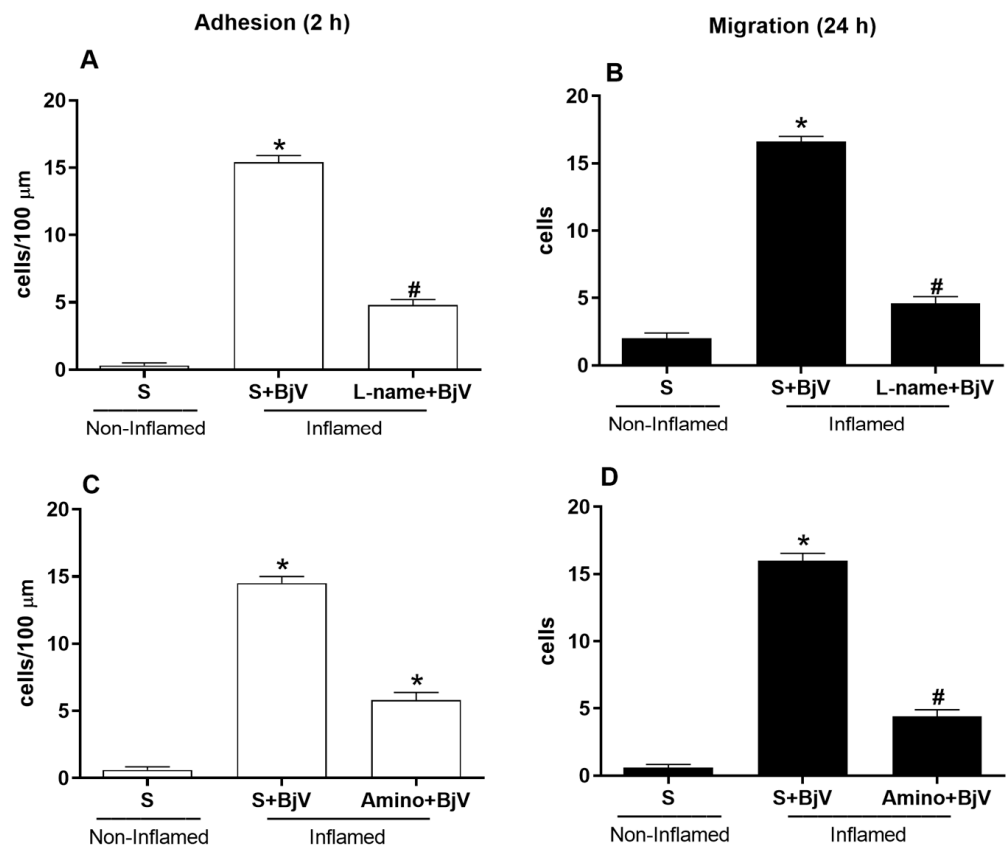 Adhesion (2 h)
Migration (24 h)
A
20
15
10
5
0
cells/100 μm
*
#
S
S+BjV
L-name+BjV
Non-Inflamed
Inflamed
B
20
15
10
5
0
cells
*
#
S
S+BjV
L-name+BjV
Non-Inflamed
Inflamed
C
20
15
10
5
0
cells/100 μm
*
*
S
S+BjV
Amino+BjV
Non-Inflamed
Inflamed
D
20
15
10
5
0
cells
*
#
S
S+BjV
Amino+BjV
Non-Inflamed
Inflamed